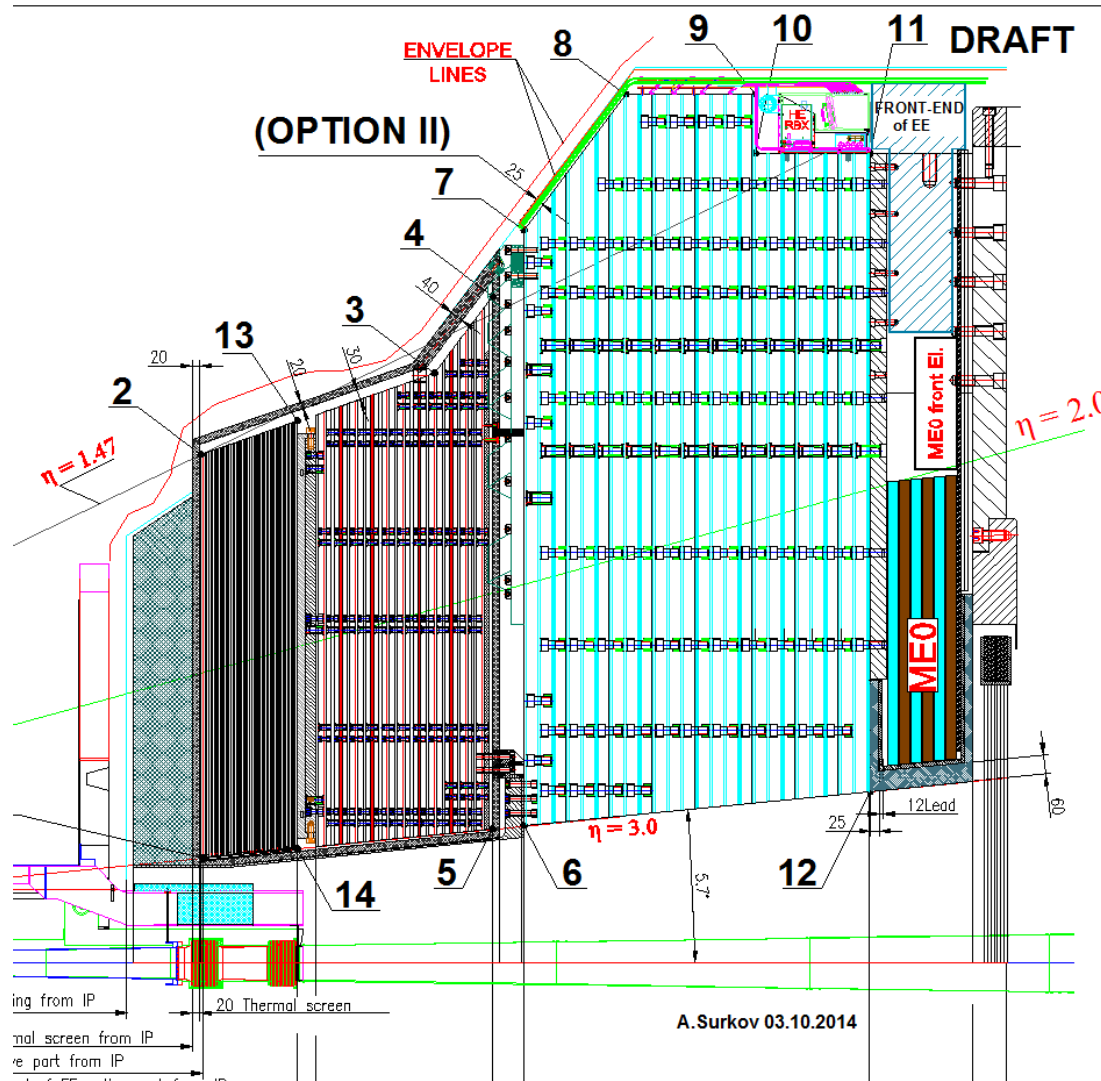 8
9
10
11
DRAFT
ENVELOPE
LINES
FRONT-END
of EE
HE
RBX
(OPTION II)
25
7
4
40
3
13
20
20
30
2
η = 1.47
ME0 front El.
η = 2.0
ME0
12Lead
25
60
η = 3.0
5
6
12
14
5.7°
ing from IP
20 Thermal screen
mal screen from IP
A.Surkov 03.10.2014
ve part from IP